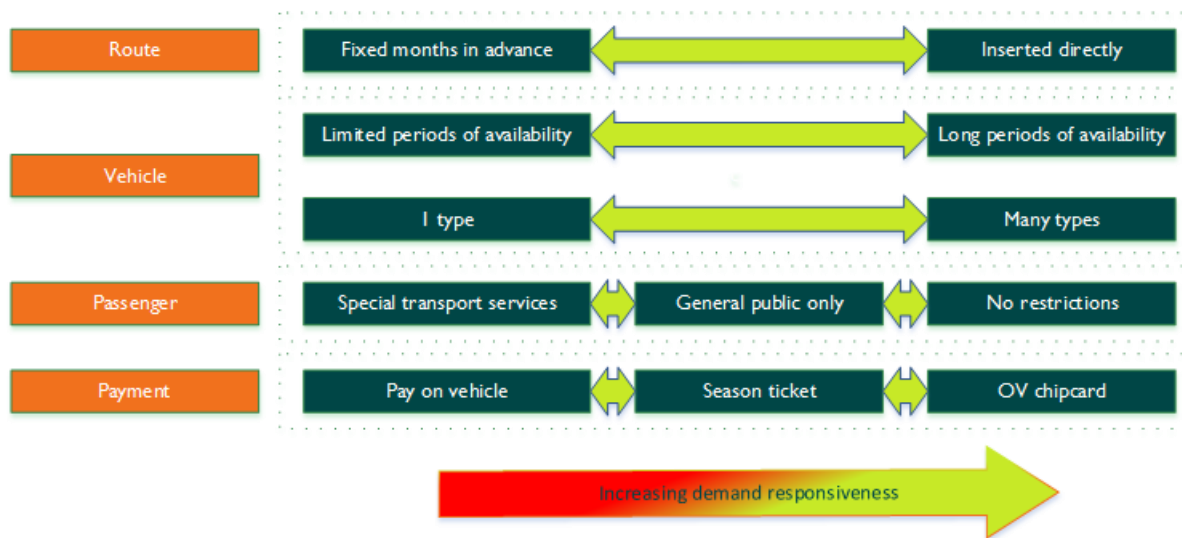 Route
Fixed months in advance
Inserted directly
Vehicle
Limited periods of availability
Long periods of availability
1 type
Many types
Passenger
Special transport services
General public only
No restrictions
Payment
Pay on vehicle
Season ticket
OV chipcard
Increasing demand responsiveness